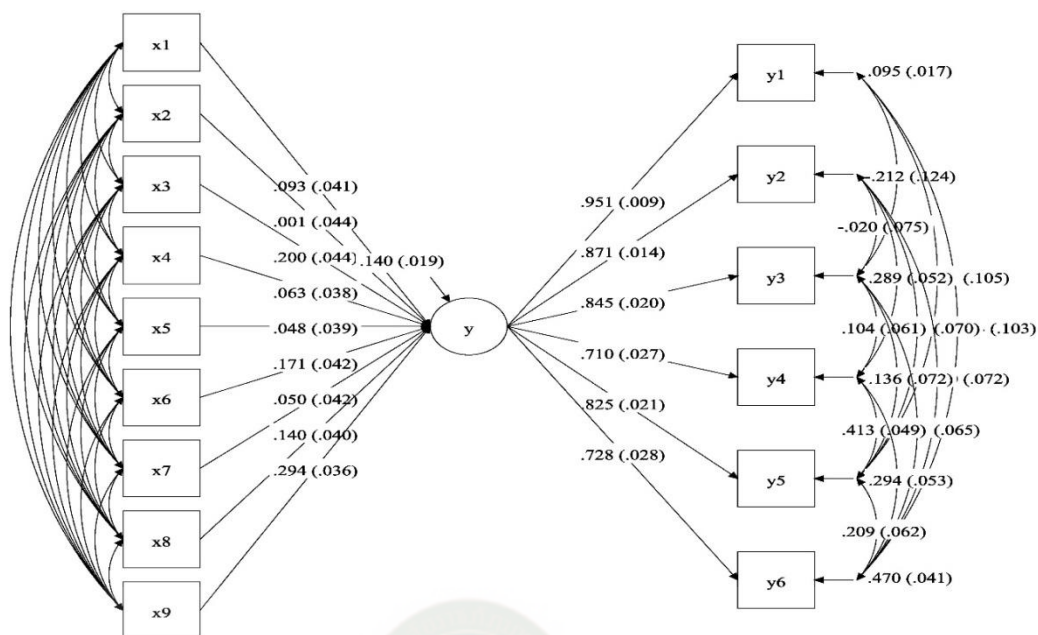 x1
x2
x3
x4
x5
x6
x7
x8
x9
.093 (.041)
.001 (.044)
.200 (.044)
.063 (.038)
.048 (.039)
.171 (.042)
.050 (.042)
.140 (.040)
.294 (.036)
.140 (.019)
y
.951 (.009)
.871 (.014)
.845 (.020)
.710 (.027)
.825 (.021)
.728 (.028)
y1
y2
y3
y4
y5
y6
.095 (.017)
-.212 (.124)
-.020 (.075)
.289 (.052) (.105)
.104 (.061) (.070) (.103)
.136 (.072) (.072)
.413 (.049) (.065)
.294 (.053)
.209 (.062)
.470 (.041)